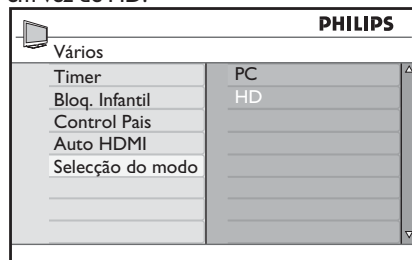 em vez de HD.
PHILIPS
Vários
Timer
PC
Bloq. Infantil
HD
Control Pais
Auto HDMI
Selecção do modo